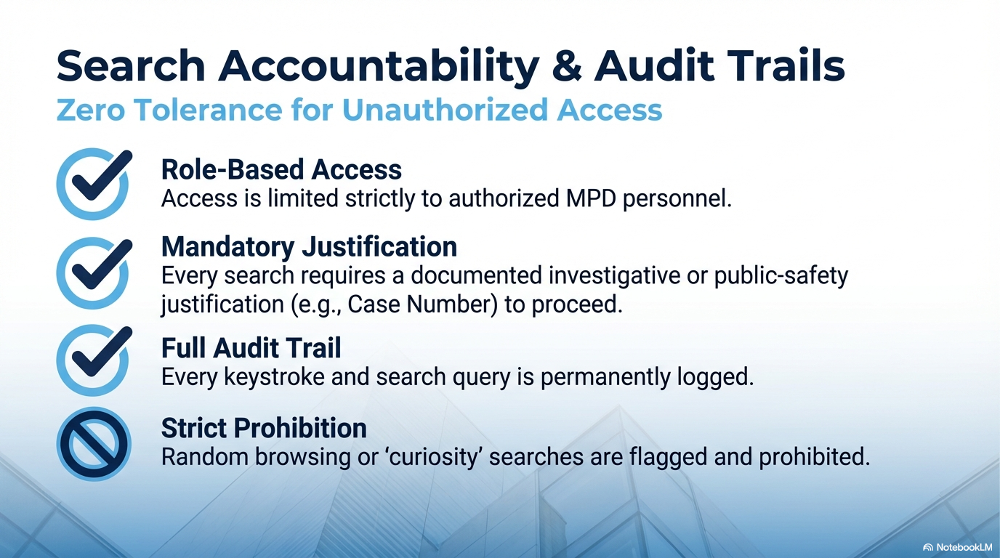 Search Accountability & Audit Trails
Zero Tolerance for Unauthorized Access
Role-Based Access
Access is limited strictly to authorized MPD personnel.
Mandatory Justification
Every search requires a documented investigative or public-safety
justification (e.g., Case Number) to proceed.
Full Audit Trail
Every keystroke and search query is permanently logged.
Strict Prohibition
Random browsing or ‘curiosity’ searches are flagged and prohibited.
NotebookLM